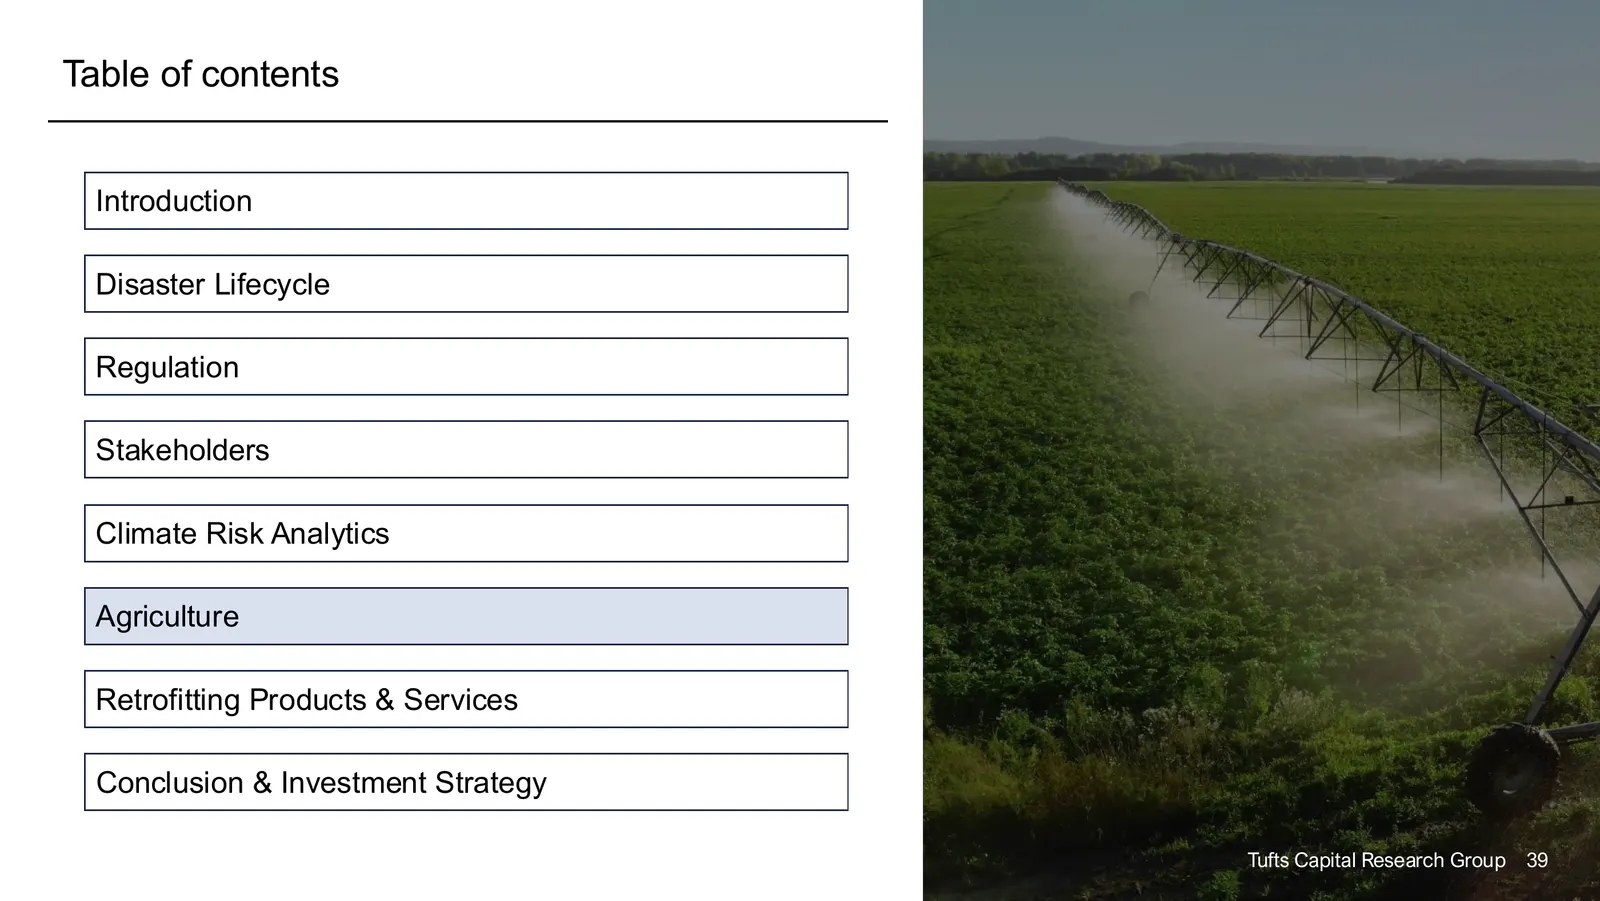 Table of contents
Introduction
Disaster Lifecycle
Regulation
Stakeholders
Climate Risk Analytics
Agriculture
Retrofitting Products & Services
Conclusion & Investment Strategy
Tufts Capital Research Group 39